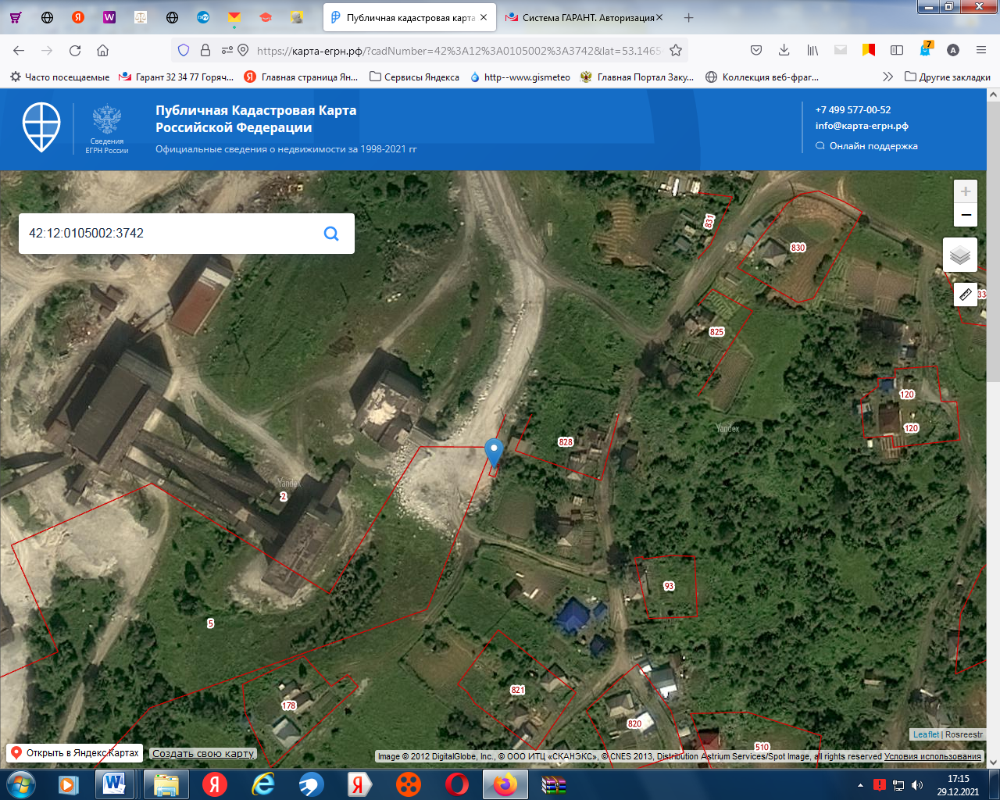 Публичная кадастровая карта
Система ГАРАНТ. Авторизация
https://карта-егрн.рф/?cadNumber=42%3A12%3A0105002%3A3742&lat=53.1465
7
A
Часто посещаемые
Гарант 32 34 77 Горяч...
Главная страница Ян...
Сервисы Яндекса
http--www.gismeteo
Главная Портал Заку...
Коллекция веб-фраг...
Другие закладки
Сведения
ЕГРН России
Публичная Кадастровая Карта
Российской Федерации
Официальные сведения о недвижимости за 1998-2021 гг
+7 499 577-00-52
info@карта-егрн.рф
Онлайн поддержка
42:12:0105002:3742
831
830
33
825
120
120
Yandex
828
Yandex
2
93
5
821
178
820
510
Leaflet | Rosreestr
Открыть в Яндекс.Картах
Создать свою карту
Image © 2012 DigitalGlobe, Inc., © ООО ИТЦ «СКАНЭКС», © CNES 2013, Distribution Astrium Services/Spot Image, all rights reserved Условия использования
17:15
29.12.2021